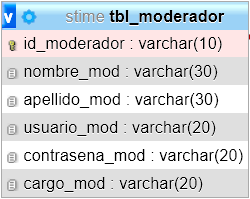 v stime tbl_moderador
id_moderador : varchar(10)
nombre_mod : varchar(30)
apellido_mod : varchar(30)
usuario_mod : varchar(20)
contrasena_mod : varchar(20)
cargo_mod : varchar(20)